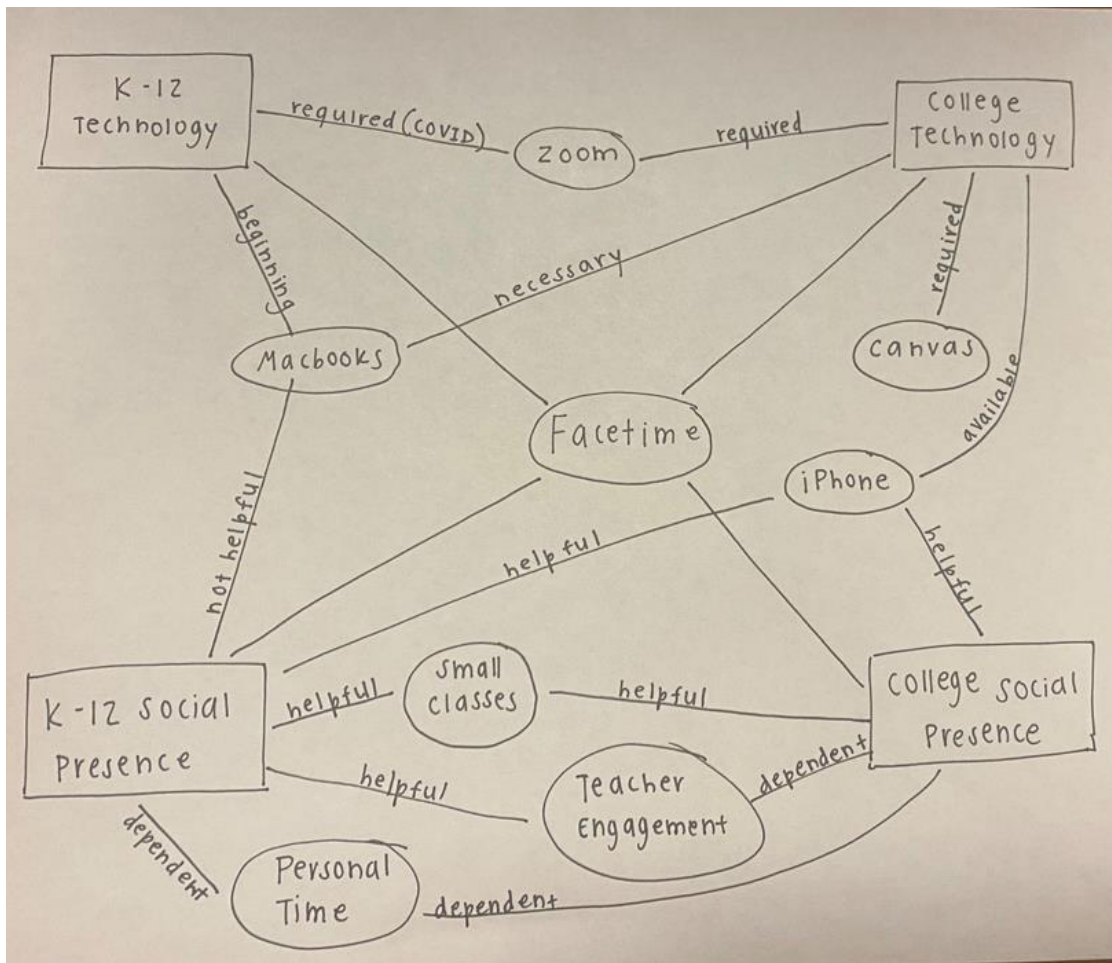 K-12
Technology
required (COVID)
Zoom
required
College
Technology
beginning
necessary
required
Macbooks
canvas
available
Facetime
iPhone
not helpful
helpful
helpful
K-12 Social
Presence
helpful
small
classes
helpful
College Social
Presence
helpful
Teacher
Engagement
dependent
dependent
Personal
Time
dependent